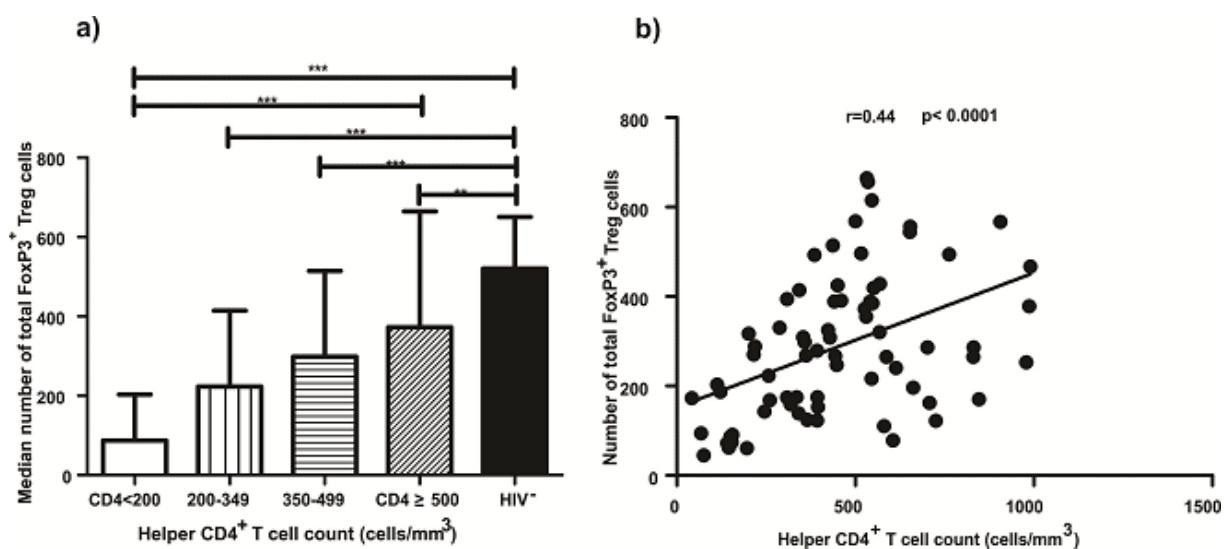 a)
***
***
***
***
**
Median number of total FoxP3⁺ Treg cells
800
600
400
200
0
CD4<200 200-349 350-499 CD4 ≥ 500 HIV⁻
Helper CD4⁺ T cell count (cells/mm³)
b)
r=0.44 p< 0.0001
Number of total FoxP3⁺ Treg cells
800
600
400
200
0
0 500 1000 1500
Helper CD4⁺ T cell count (cells/mm³)